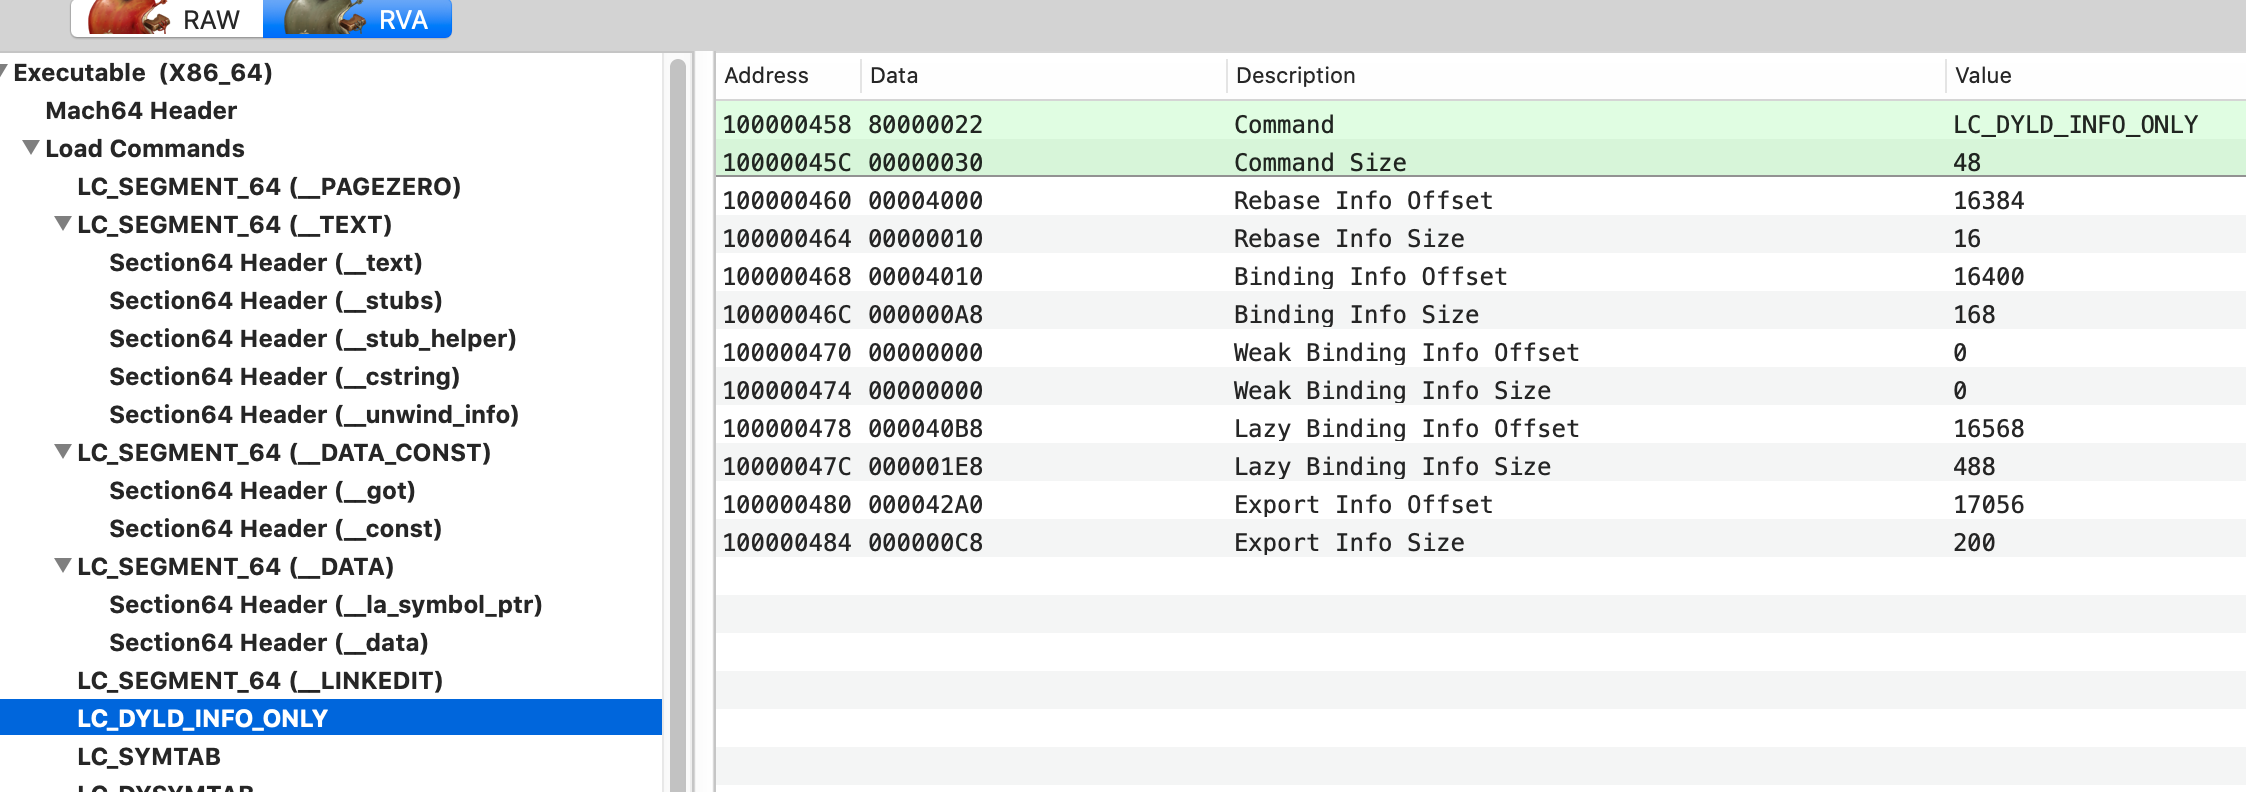 RAW RVA
Executable (X86_64)
Mach64 Header
Load Commands
LC_SEGMENT_64 (__PAGEZERO)
LC_SEGMENT_64 (__TEXT)
Section64 Header (__text)
Section64 Header (__stubs)
Section64 Header (__stub_helper)
Section64 Header (__cstring)
Section64 Header (__unwind_info)
LC_SEGMENT_64 (__DATA_CONST)
Section64 Header (__got)
Section64 Header (__const)
LC_SEGMENT_64 (__DATA)
Section64 Header (__la_symbol_ptr)
Section64 Header (__data)
LC_SEGMENT_64 (__LINKEDIT)
LC_DYLD_INFO_ONLY
LC_SYMTAB
LC_DYSYMTAB
Address Data Description Value
100000458 80000022 Command LC_DYLD_INFO_ONLY
10000045C 00000030 Command Size 48
100000460 00004000 Rebase Info Offset 16384
100000464 00000010 Rebase Info Size 16
100000468 00004010 Binding Info Offset 16400
10000046C 000000A8 Binding Info Size 168
100000470 00000000 Weak Binding Info Offset 0
100000474 00000000 Weak Binding Info Size 0
100000478 000040B8 Lazy Binding Info Offset 16568
10000047C 000001E8 Lazy Binding Info Size 488
100000480 000042A0 Export Info Offset 17056
100000484 000000C8 Export Info Size 200